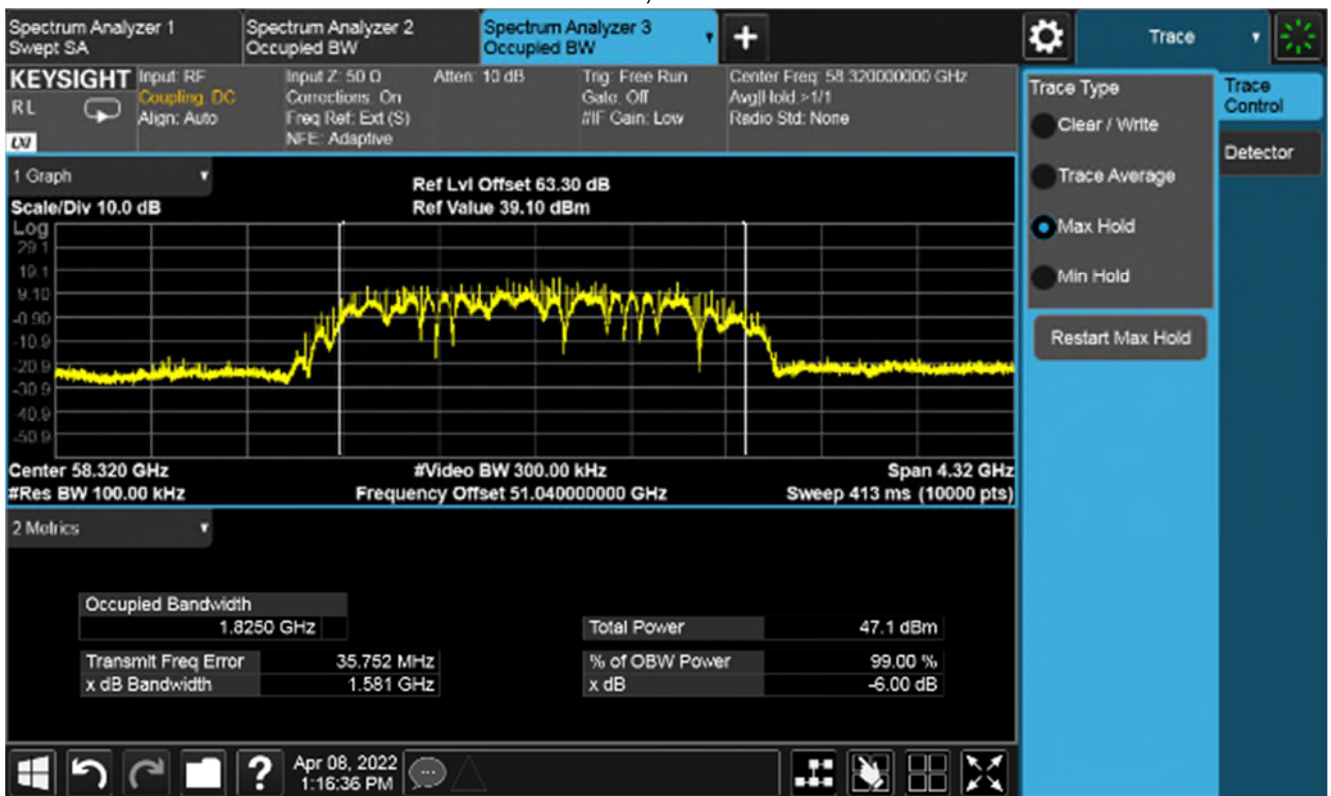 Spectrum Analyzer 1
Swept SA
Spectrum Analyzer 2
Occupied BW
Spectrum Analyzer 3
Occupied BW
Trace
KEYSIGHT
RL
LXI
Input: RF
Coupling: DC
Align: Auto
Input Z: 50 Ω
Corrections: On
Freq Ref: Ext (S)
NFE: Adaptive
Atten: 10 dB
Trig: Free Run
Gate: Off
#IF Gain: Low
Center Freq: 58.320000000 GHz
Avg|Hold:>1/1
Radio Std: None
Trace Type
Clear / Write
Trace Average
Max Hold
Min Hold
Restart Max Hold
Trace
Control
Detector
1 Graph
Scale/Div 10.0 dB
Ref Lvl Offset 63.30 dB
Ref Value 39.10 dBm
Log
29.1
19.1
9.10
-0.90
-10.9
-20.9
-30.9
-40.9
-50.9
Center 58.320 GHz
#Video BW 300.00 kHz
Span 4.32 GHz
#Res BW 100.00 kHz
Frequency Offset 51.040000000 GHz
Sweep 413 ms (10000 pts)
2 Metrics
Occupied Bandwidth
1.8250 GHz
Total Power 47.1 dBm
Transmit Freq Error 35.752 MHz
% of OBW Power 99.00 %
x dB Bandwidth 1.581 GHz
x dB -6.00 dB
?
Apr 08, 2022
1:16:36 PM